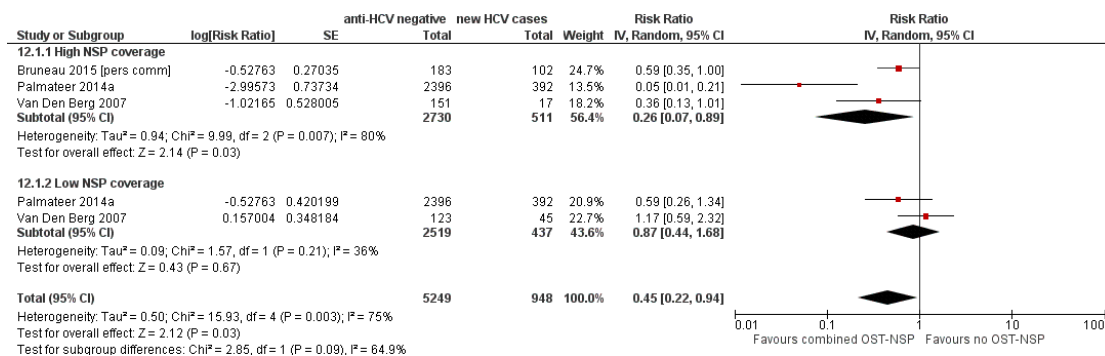 anti-HCV negative new HCV cases Risk Ratio Risk Ratio
Study or Subgroup log[Risk Ratio] SE Total Total Weight IV, Random, 95% CI IV, Random, 95% CI
12.1.1 High NSP coverage
Bruneau 2015 [pers comm] -0.52763 0.27035 183 102 24.7% 0.59 [0.35, 1.00]
Palmateer 2014a -2.99573 0.73734 2396 392 13.5% 0.05 [0.01, 0.21]
Van Den Berg 2007 -1.02165 0.528005 151 17 18.2% 0.36 [0.13, 1.01]
Subtotal (95% CI) 2730 511 56.4% 0.26 [0.07, 0.89]
Heterogeneity: Tau² = 0.94; Chi² = 9.99, df = 2 (P = 0.007); I² = 80%
Test for overall effect: Z = 2.14 (P = 0.03)
12.1.2 Low NSP coverage
Palmateer 2014a -0.52763 0.420199 2396 392 20.9% 0.59 [0.26, 1.34]
Van Den Berg 2007 0.157004 0.348184 123 45 22.7% 1.17 [0.59, 2.32]
Subtotal (95% CI) 2519 437 43.6% 0.87 [0.44, 1.68]
Heterogeneity: Tau² = 0.09; Chi² = 1.57, df = 1 (P = 0.21); I² = 36%
Test for overall effect: Z = 0.43 (P = 0.67)
Total (95% CI) 5249 948 100.0% 0.45 [0.22, 0.94]
Heterogeneity: Tau² = 0.50; Chi² = 15.93, df = 4 (P = 0.003); I² = 75%
Test for overall effect: Z = 2.12 (P = 0.03)
Test for subgroup differences: Chi² = 2.85, df = 1 (P = 0.09), I² = 64.9%
0.01 0.1 1 10 100
Favours combined OST-NSP Favours no OST-NSP